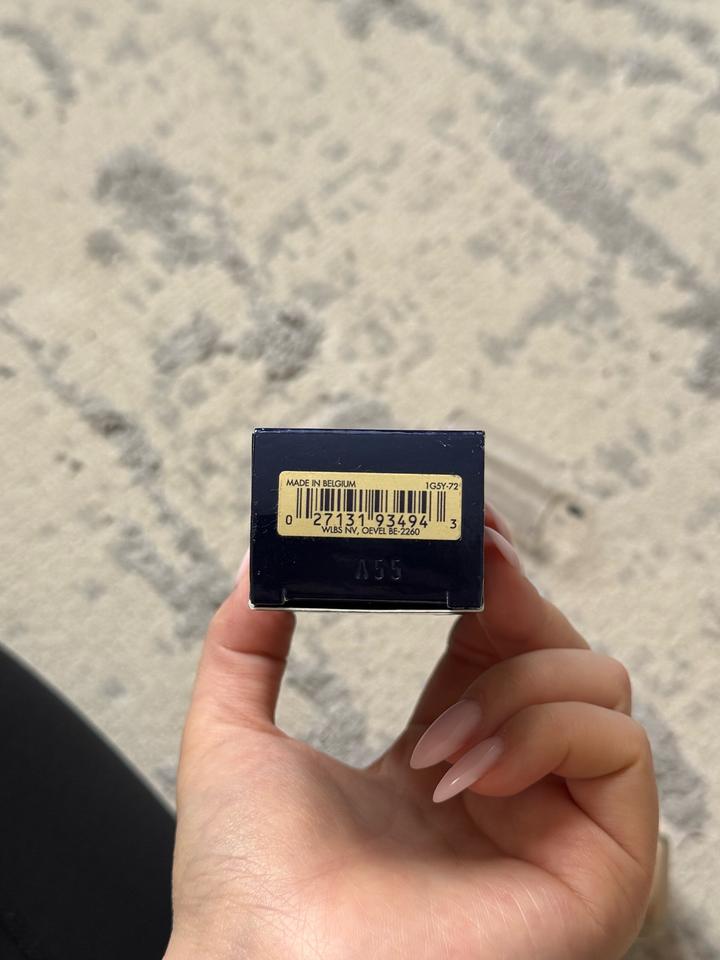 MADE IN BELGIUM 1G5Y-72
0 27131 93494 3
WLBS NV, OEVEL BE-2260
A55